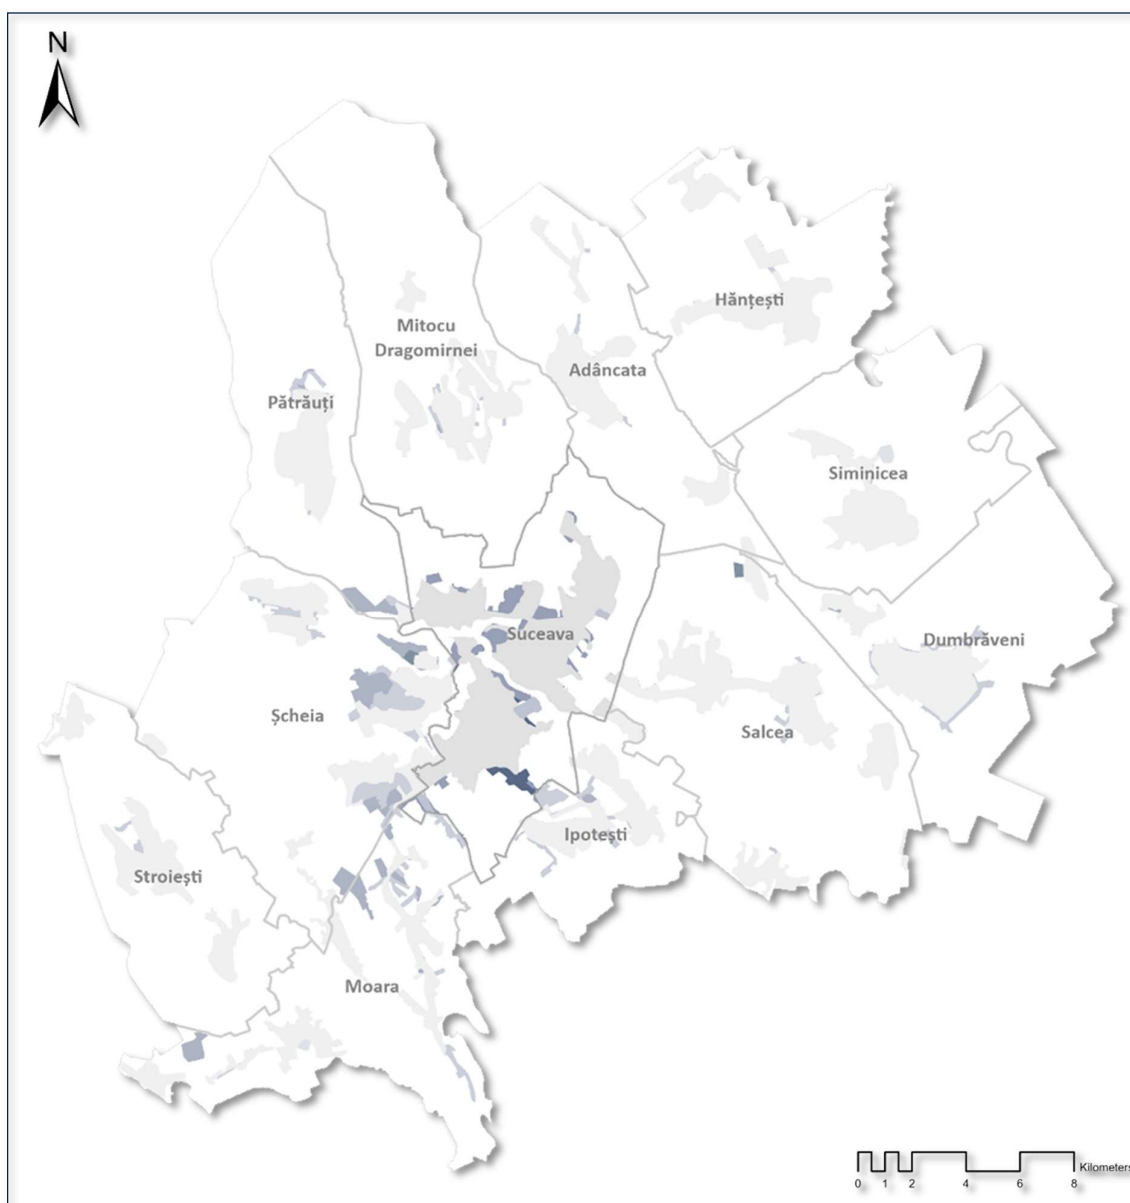 N
Hănțești
Mitocu
Dragomirnei
Adâncata
Pătrăuți
Siminicea
Suceava
Dumbrăveni
Șcheia
Salcea
Ipotești
Stroiești
Moara
Kilometers
0 1 2 4 6 8